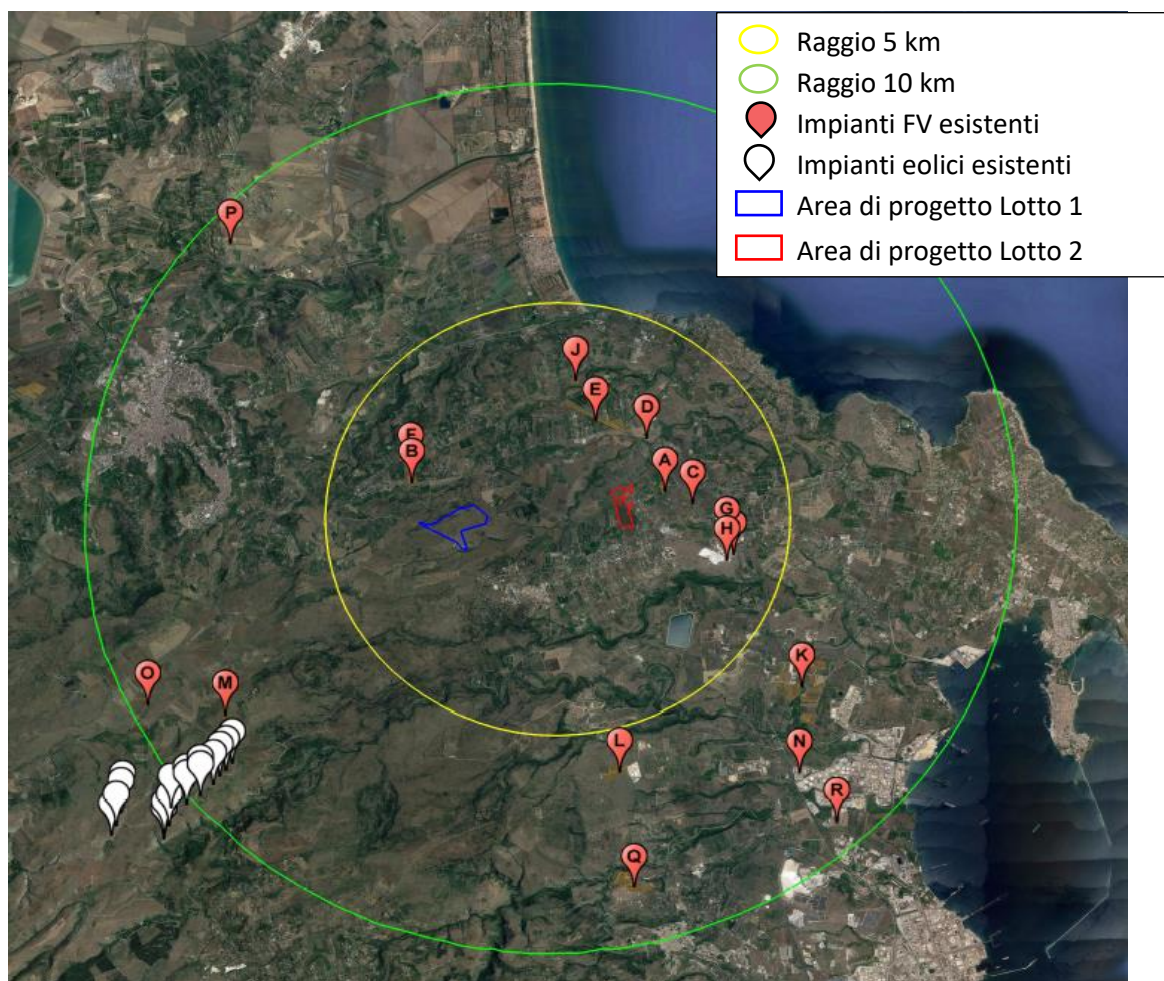 Raggio 5 km
Raggio 10 km
Impianti FV esistenti
Impianti eolici esistenti
Area di progetto Lotto 1
Area di progetto Lotto 2
P
J
E
D
F
B
A
C
G
H
K
O
M
L
N
R
Q